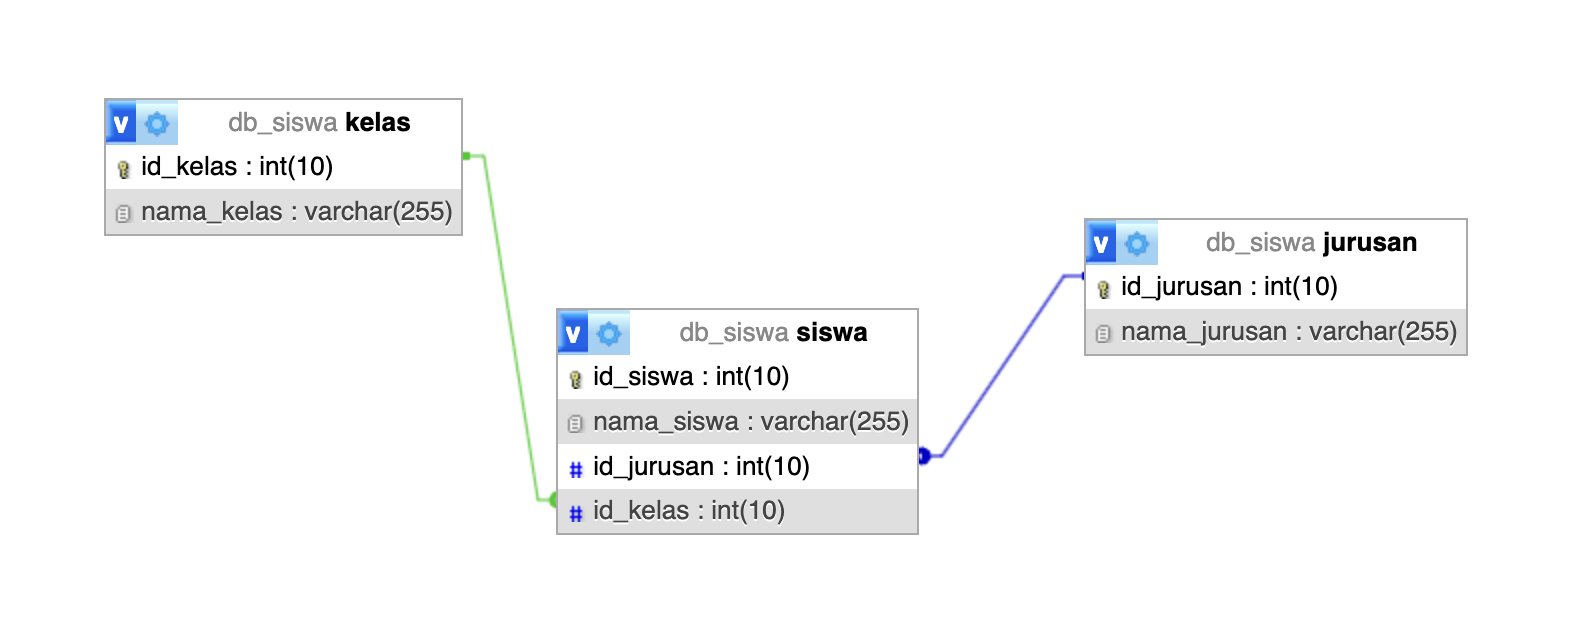 v db_siswa kelas
id_kelas : int(10)
nama_kelas : varchar(255)
v db_siswa jurusan
id_jurusan : int(10)
nama_jurusan : varchar(255)
v db_siswa siswa
id_siswa : int(10)
nama_siswa : varchar(255)
# id_jurusan : int(10)
# id_kelas : int(10)